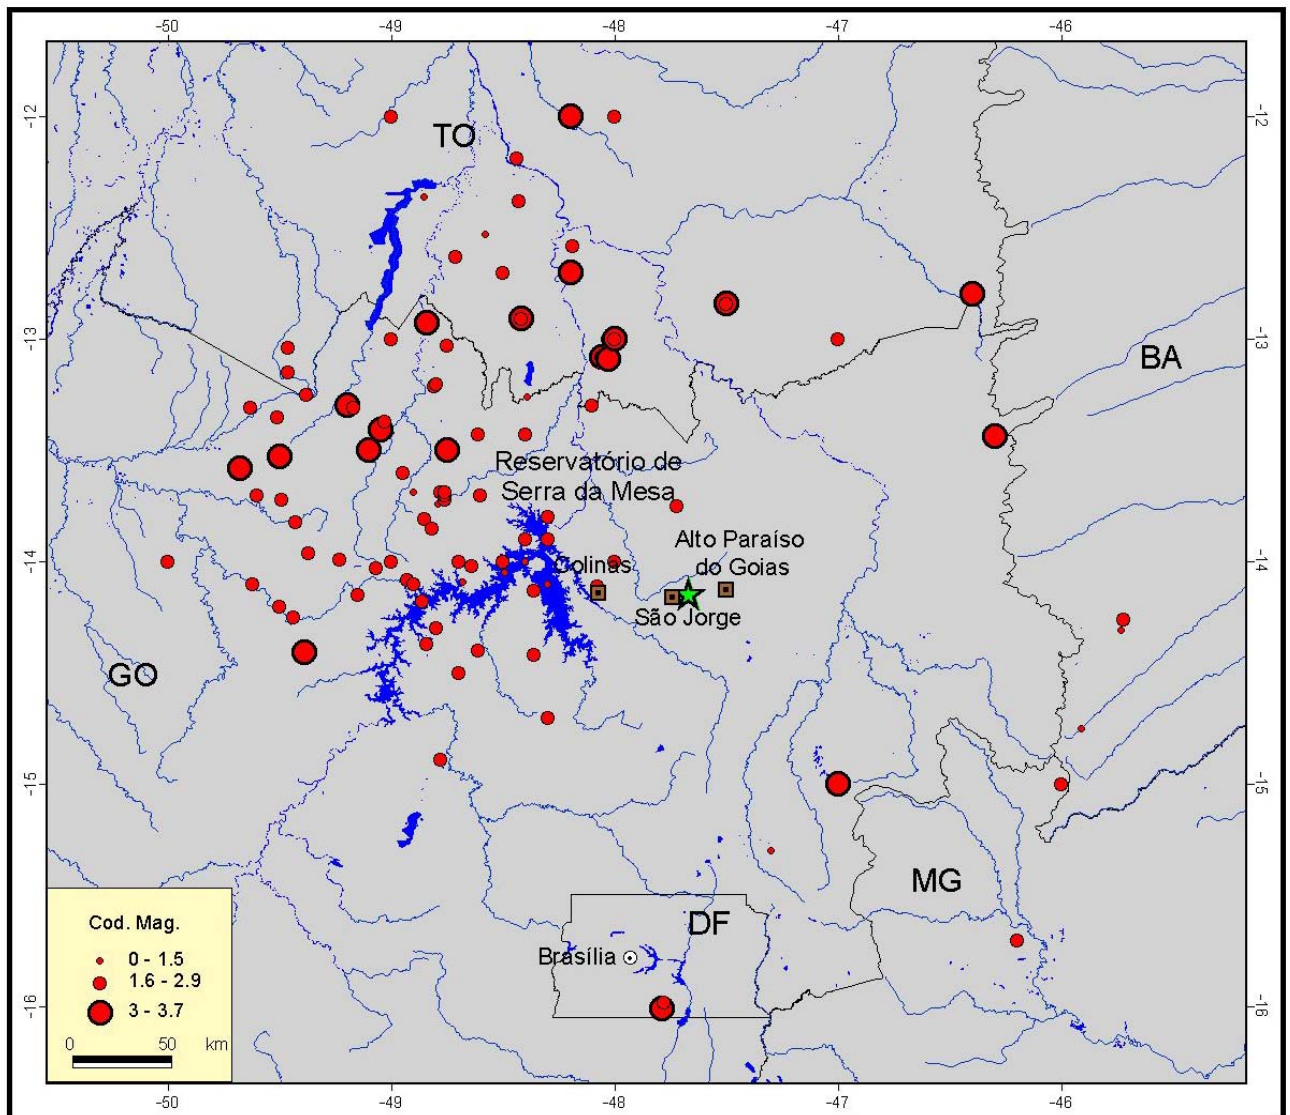 -50 -49 -48 -47 -46
-12 -12
TO
-13 -13
BA
Reservatório de
Serra da Mesa
Alto Paraíso
do Goias
-14 -14
Colinas
São Jorge
GO
-15 -15
MG
DF
Cod. Mag.
Brasília
0 - 1.5
1.6 - 2.9
3 - 3.7
-16 -16
0 50 km
-50 -49 -48 -47 -46